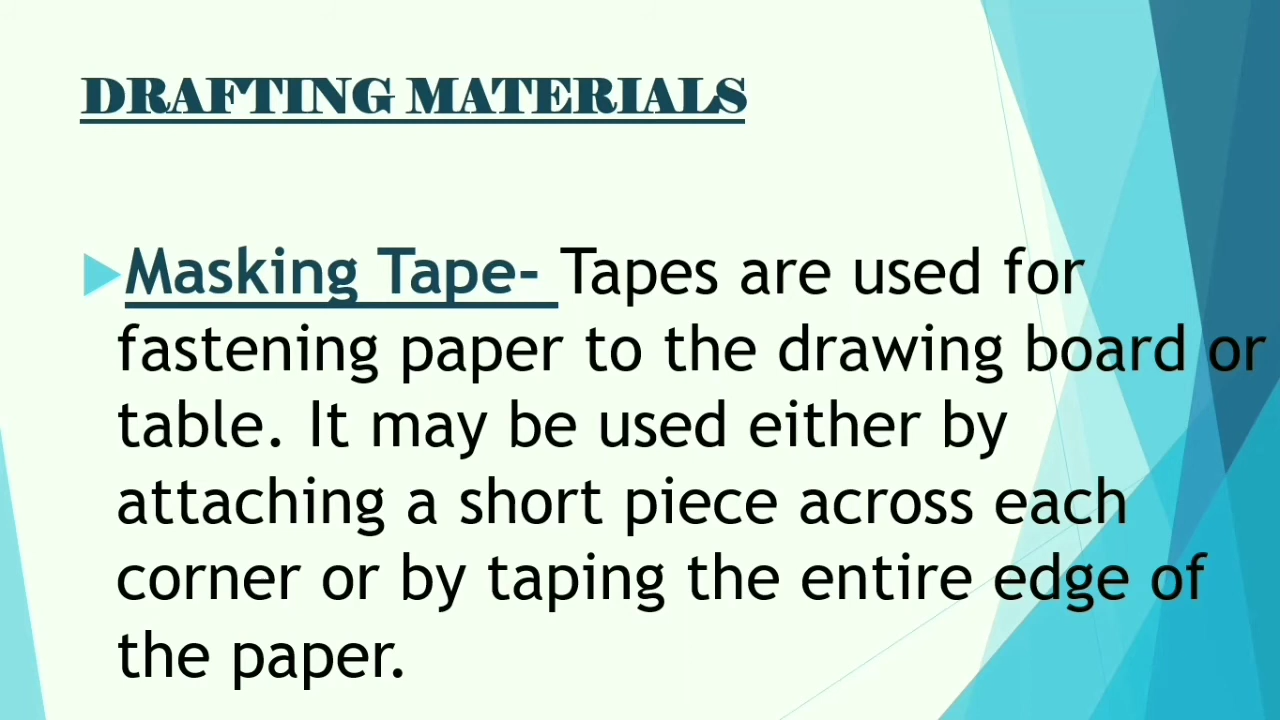 DRAFTING MATERIALS
Masking Tape- Tapes are used for
fastening paper to the drawing board or
table. It may be used either by
attaching a short piece across each
corner or by taping the entire edge of
the paper.